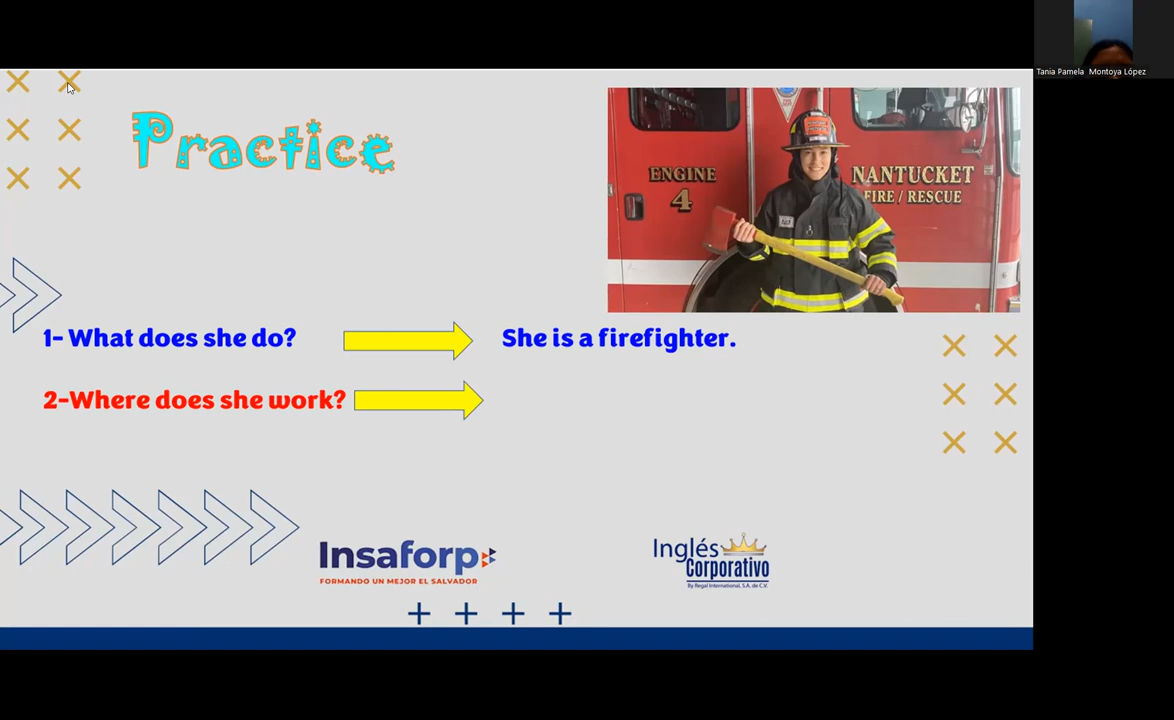 Tania Pamela Montoya López
Practice
ENGINE
4
NANTUCKET
FIRE / RESCUE
1- What does she do?
She is a firefighter.
2-Where does she work?
Insaforp
FORMANDO UN MEJOR EL SALVADOR
Inglés
Corporativo
By Regal International, S.A. de C.V.